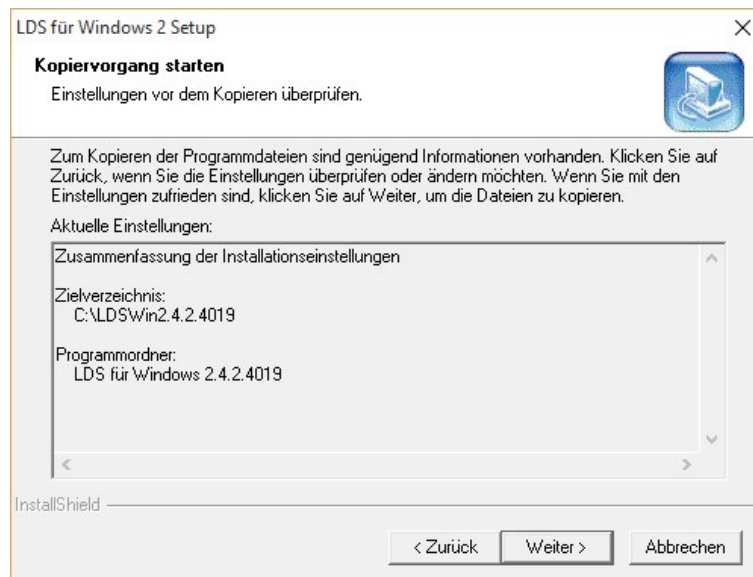 LDS für Windows 2 Setup
Kopiervorgang starten
Einstellungen vor dem Kopieren überprüfen.
Zum Kopieren der Programmdateien sind genügend Informationen vorhanden. Klicken Sie auf
Zurück, wenn Sie die Einstellungen überprüfen oder ändern möchten. Wenn Sie mit den
Einstellungen zufrieden sind, klicken Sie auf Weiter, um die Dateien zu kopieren.
Aktuelle Einstellungen:
Zusammenfassung der Installationseinstellungen
Zielverzeichnis:
C:\LDSWin2.4.2.4019
Programmordner:
LDS für Windows 2.4.2.4019
InstallShield
< Zurück Weiter > Abbrechen